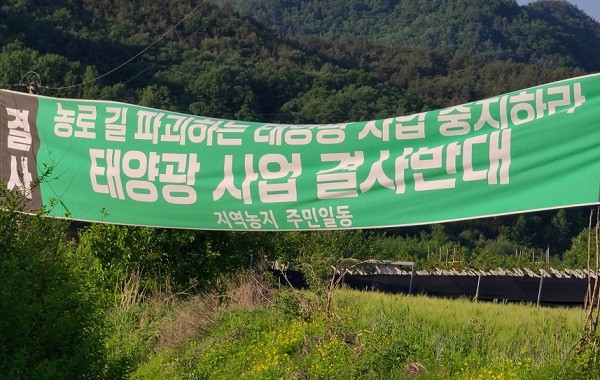 결사
농로 길 파괴하는 태양광 사업 중지하라
태양광 사업 결사반대
지역농지 주민일동